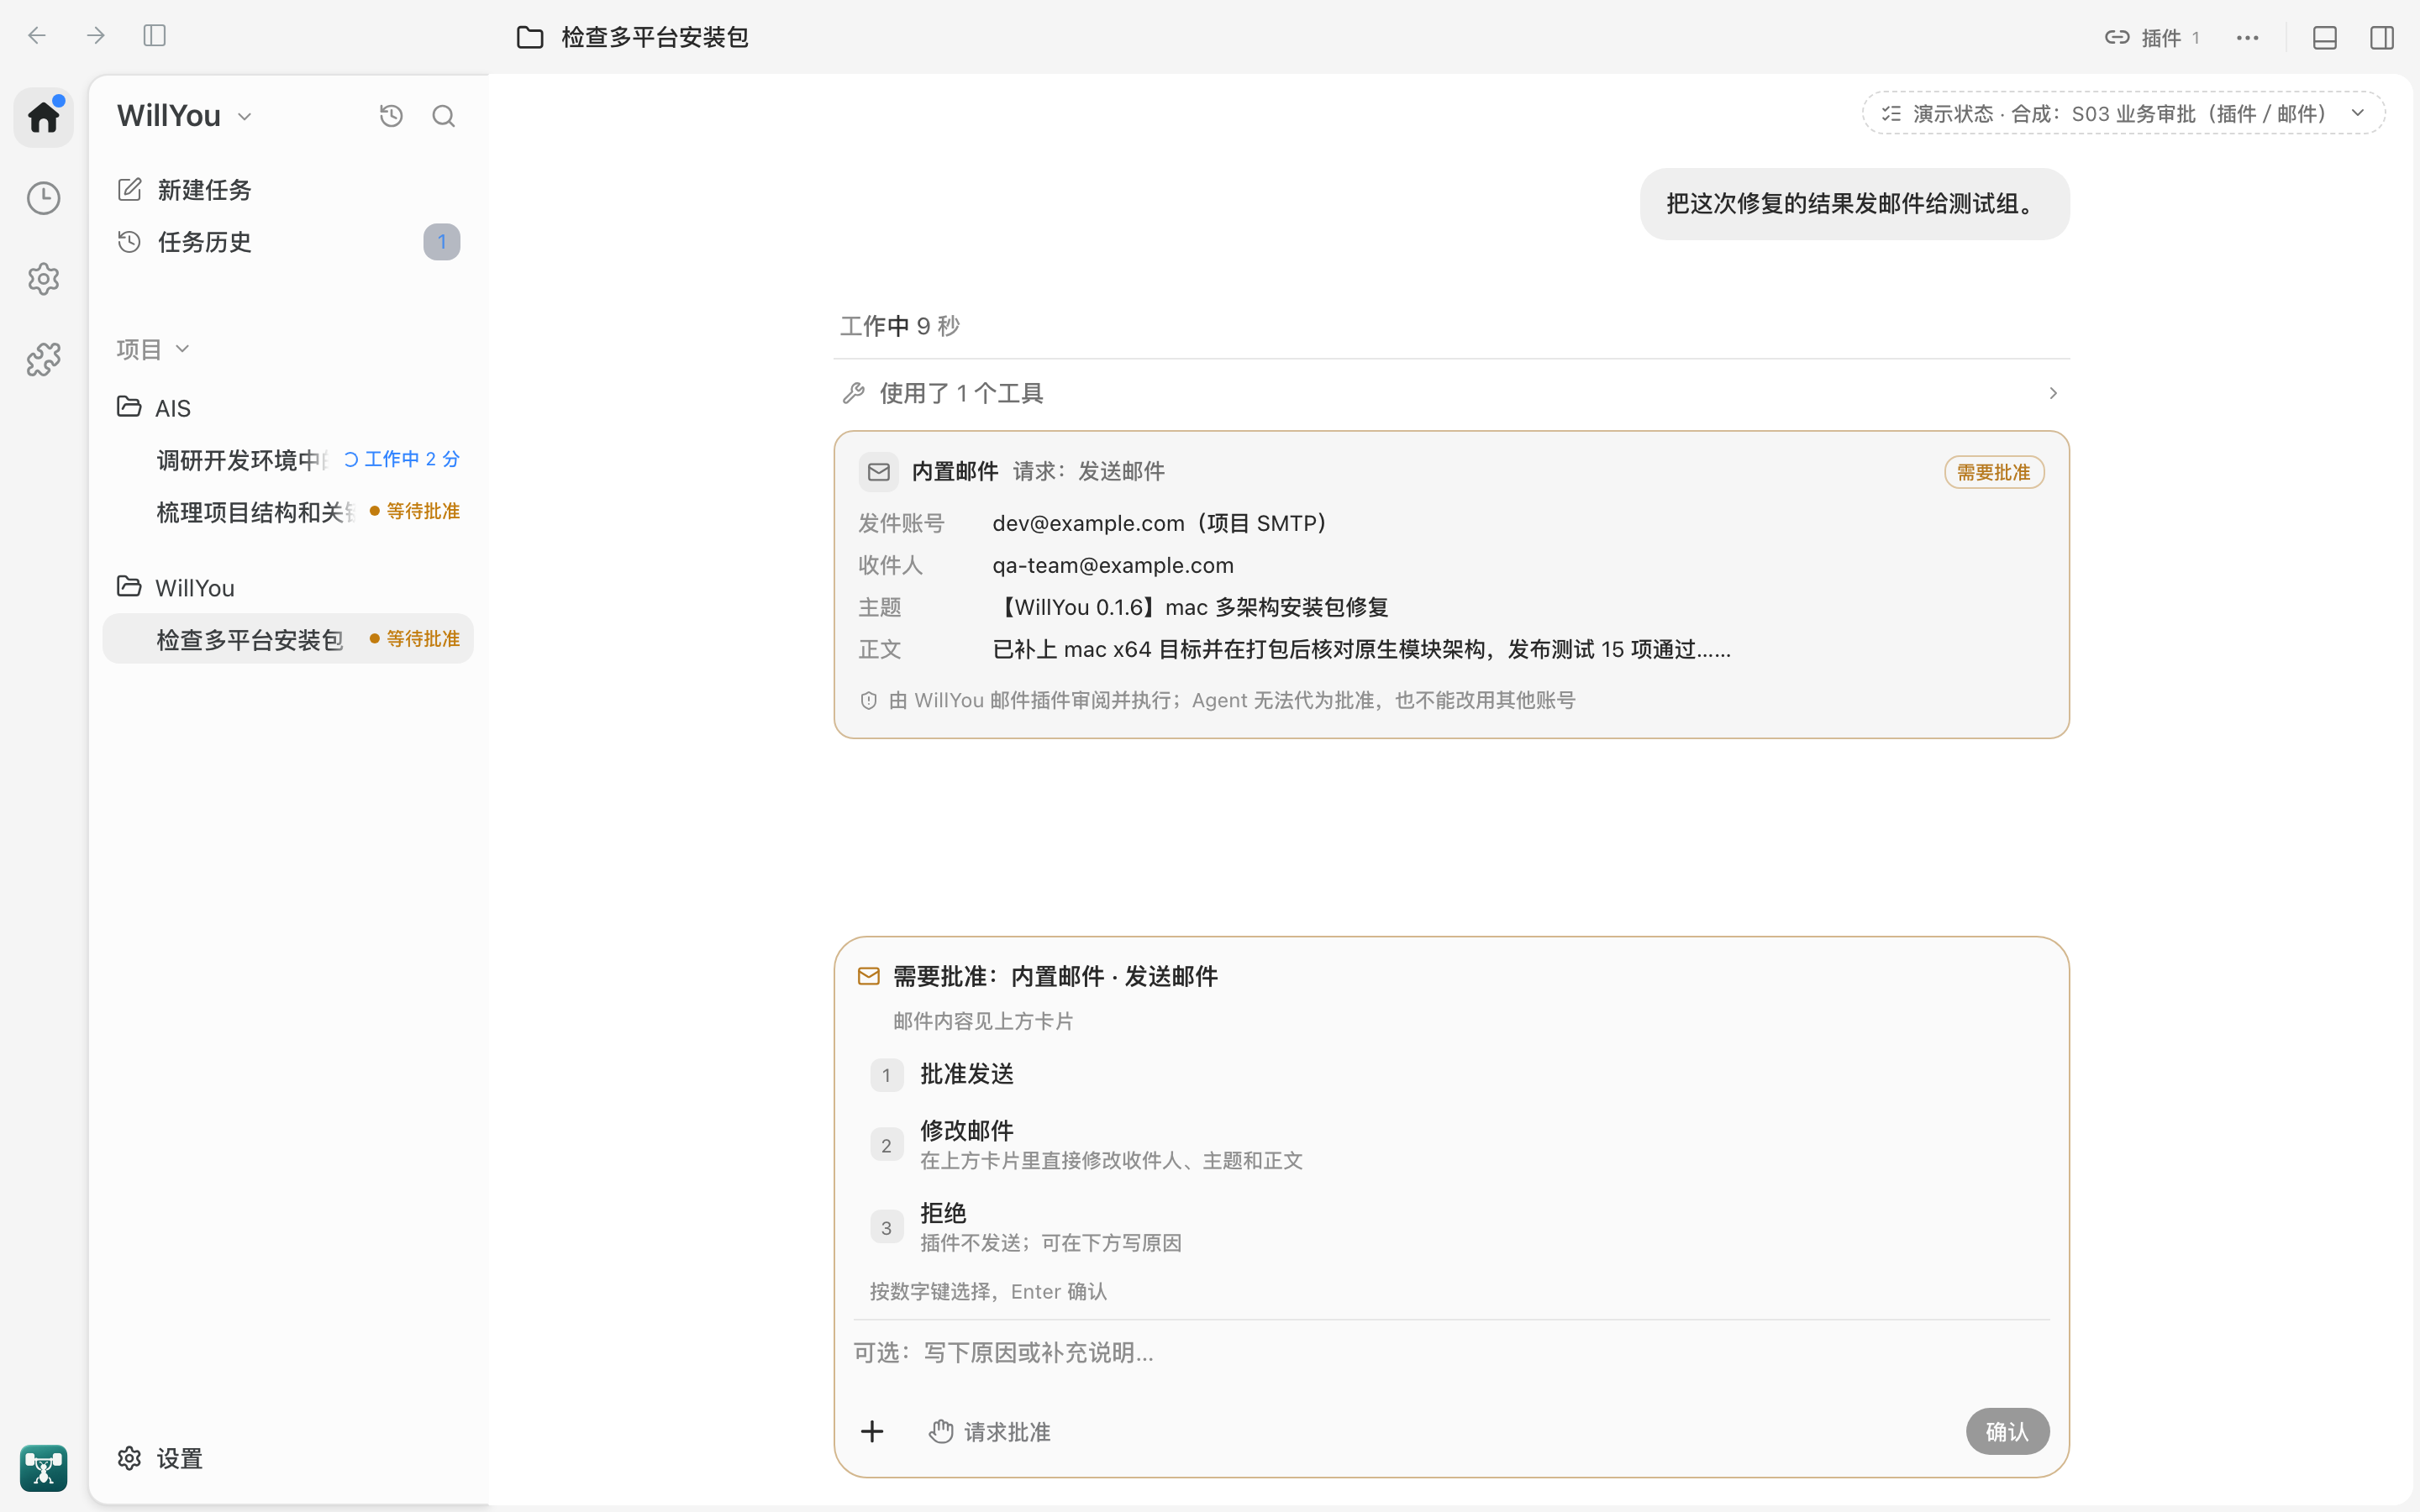 检查多平台安装包
插件 1
WillYou
演示状态 · 合成：S03 业务审批（插件 / 邮件）
新建任务
任务历史 1
项目
AIS
调研开发环境中 工作中 2 分
梳理项目结构和关 等待批准
WillYou
检查多平台安装包 等待批准
设置
把这次修复的结果发邮件给测试组。
工作中 9 秒
使用了 1 个工具
内置邮件 请求：发送邮件 需要批准
发件账号 dev@example.com（项目 SMTP）
收件人 qa-team@example.com
主题 【WillYou 0.1.6】mac 多架构安装包修复
正文 已补上 mac x64 目标并在打包后核对原生模块架构，发布测试 15 项通过……
由 WillYou 邮件插件审阅并执行；Agent 无法代为批准，也不能改用其他账号
需要批准：内置邮件 · 发送邮件
邮件内容见上方卡片
1 批准发送
2 修改邮件
在上方卡片里直接修改收件人、主题和正文
3 拒绝
插件不发送；可在下方写原因
按数字键选择，Enter 确认
可选：写下原因或补充说明...
请求批准
确认